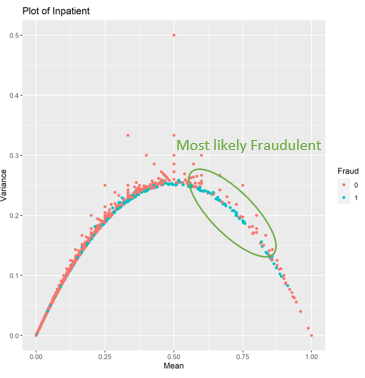 Plot of Inpatient
0.5
0.4
Most likely Fraudulent
0.3
0.2
0.1
0.0
Variance
0.00 0.25 0.50 0.75 1.00
Mean
Fraud
0
1